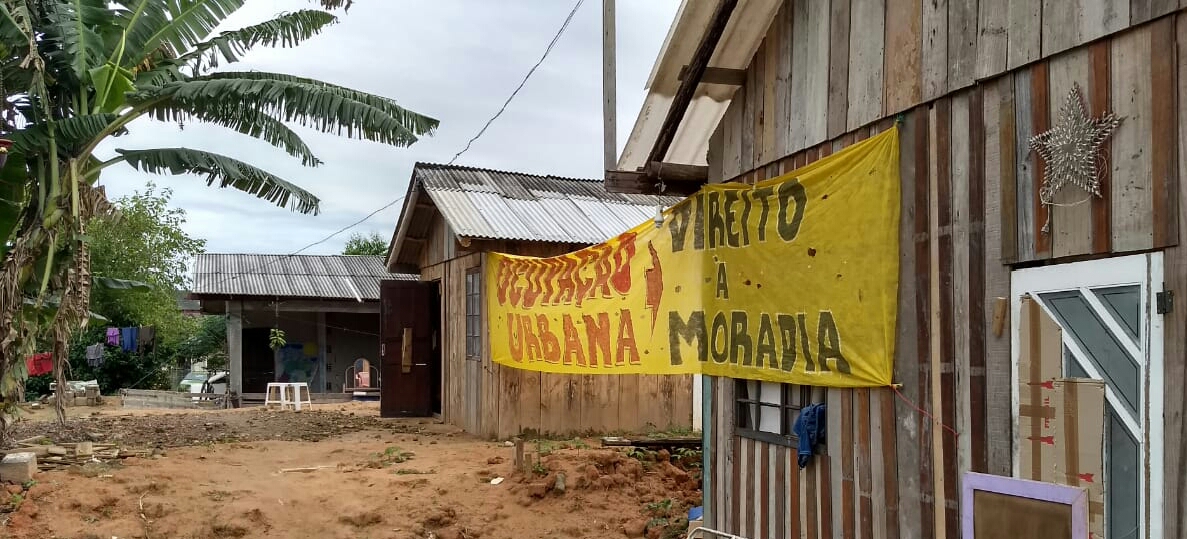 OCUPAÇÃO
URBANA
DIREITO
À
MORADIA